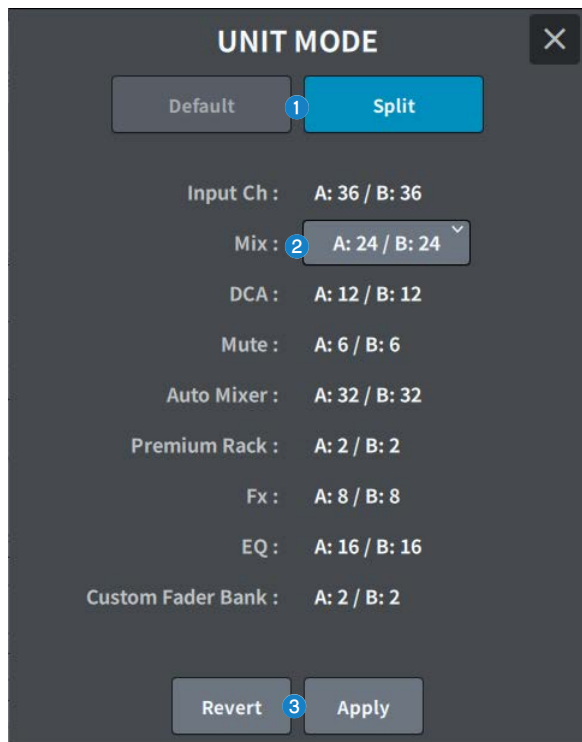 UNIT MODE
Default 1 Split
Input Ch : A: 36 / B: 36
Mix : 2 A: 24 / B: 24
DCA : A: 12 / B: 12
Mute : A: 6 / B: 6
Auto Mixer : A: 32 / B: 32
Premium Rack : A: 2 / B: 2
Fx : A: 8 / B: 8
EQ : A: 16 / B: 16
Custom Fader Bank : A: 2 / B: 2
Revert 3 Apply